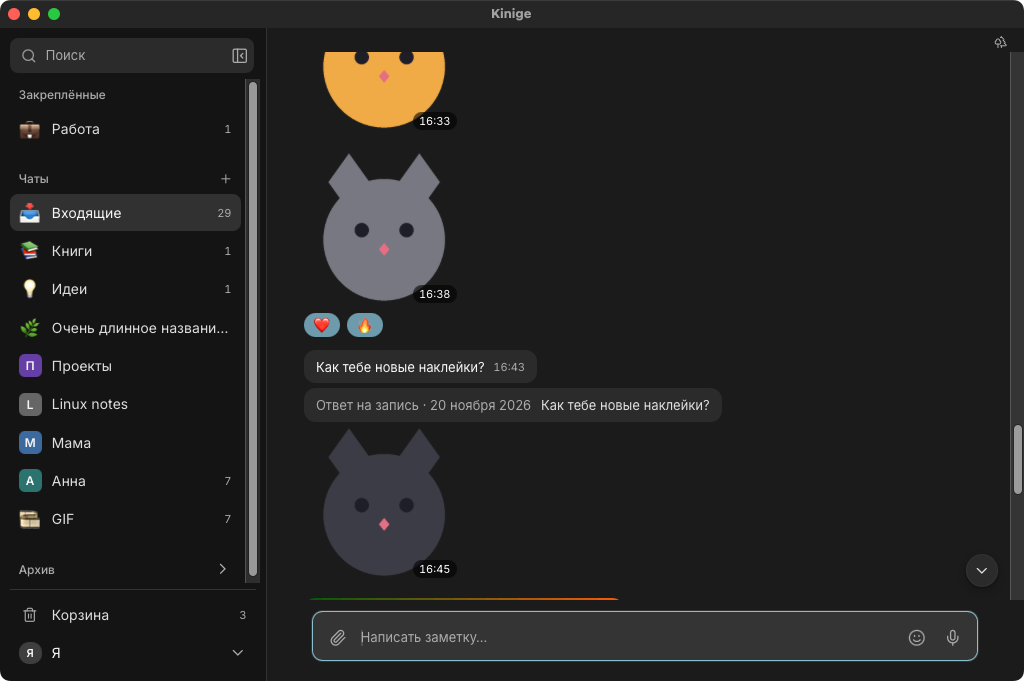 Kinige
Поиск
Закреплённые
Работа 1
Чаты
Входящие 29
Книги 1
Идеи 1
Очень длинное названи...
П Проекты
L Linux notes
М Мама
А Анна 7
GIF 7
Архив
Корзина 3
Я Я
16:33
16:38
Как тебе новые наклейки? 16:43
Ответ на запись · 20 ноября 2026 Как тебе новые наклейки?
16:45
Написать заметку...